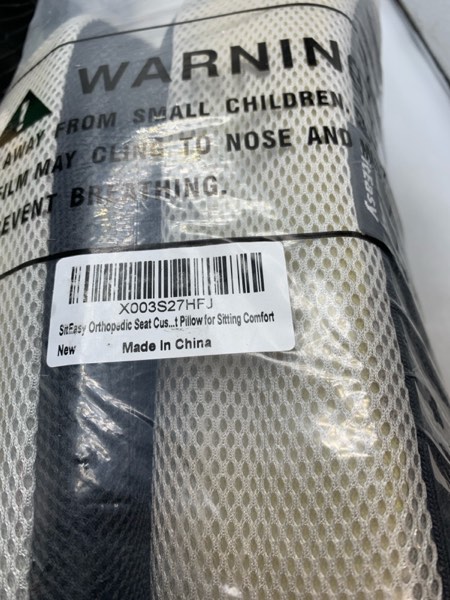 WARNIN
AWAY FROM SMALL CHILDREN,
FILM MAY CLING TO NOSE AND
EVENT BREATHING.
X003S27HFJ
SitEasy Orthopedic Seat Cus...t Pillow for Sitting Comfort
New
Made In China